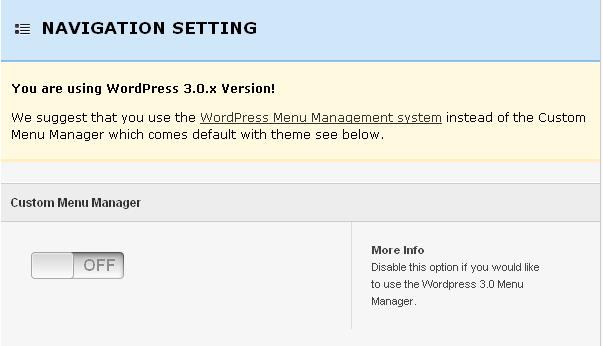 NAVIGATION SETTING
You are using WordPress 3.0.x Version!
We suggest that you use the WordPress Menu Management system instead of the Custom
Menu Manager which comes default with theme see below.
Custom Menu Manager
OFF
More Info
Disable this option if you would like
to use the Wordpress 3.0 Menu
Manager.